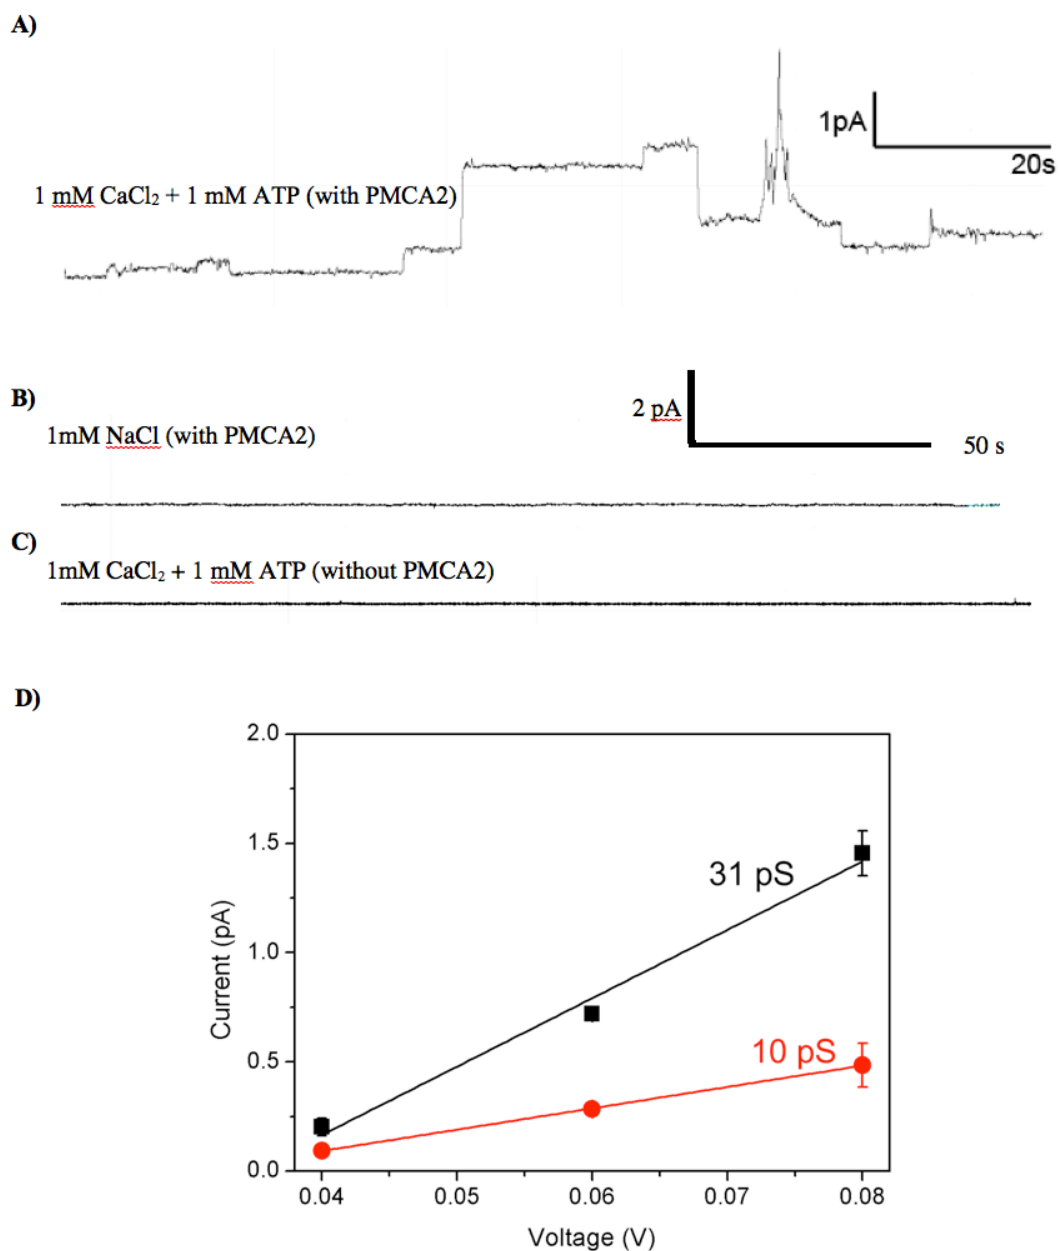 A)
1pA
20s
1 mM CaCl₂ + 1 mM ATP (with PMCA2)
B)
2 pA
1mM NaCl (with PMCA2)
50 s
C)
1mM CaCl₂ + 1 mM ATP (without PMCA2)
D)
2.0
1.5
31 pS
1.0
10 pS
0.5
0.0
0.04 0.05 0.06 0.07 0.08
Current (pA)
Voltage (V)